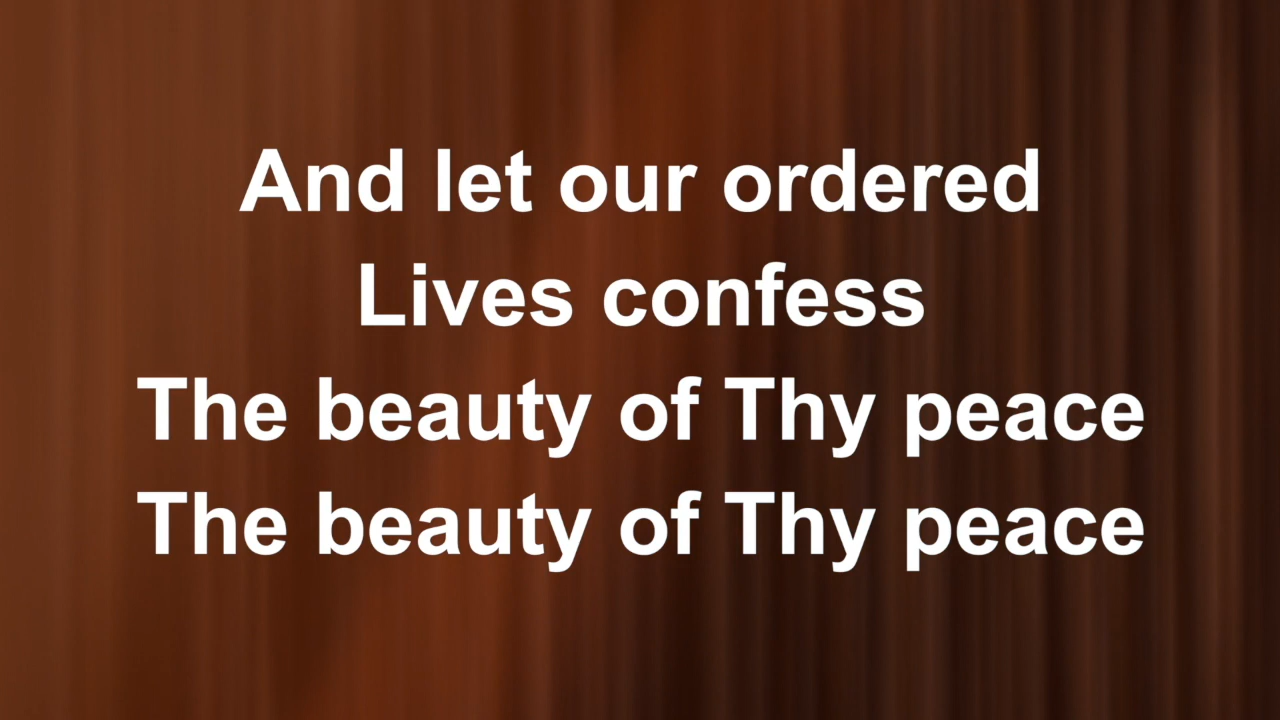 And let our ordered
Lives confess
The beauty of Thy peace
The beauty of Thy peace